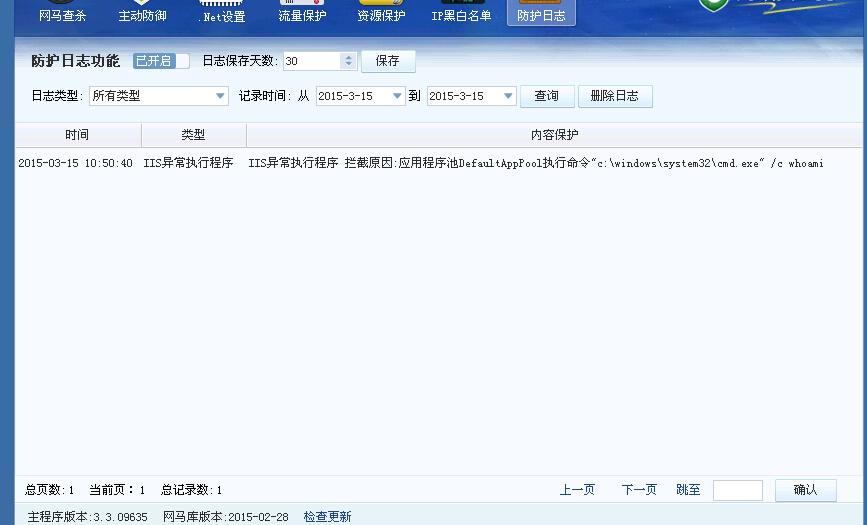 网马查杀 主动防御 .Net设置 流量保护 资源保护 IP黑白名单 防护日志
防护日志功能 已开启 日志保存天数: 30 保存
日志类型: 所有类型 记录时间: 从 2015-3-15 到 2015-3-15 查询 删除日志
时间 类型 内容保护
2015-03-15 10:50:40 IIS异常执行程序 IIS异常执行程序 拦截原因:应用程序池DefaultAppPool执行命令"c:\windows\system32\cmd.exe" /c whoami
总页数: 1 当前页: 1 总记录数: 1 上一页 下一页 跳至 确认
主程序版本:3.3.09635 网马库版本:2015-02-28 检查更新